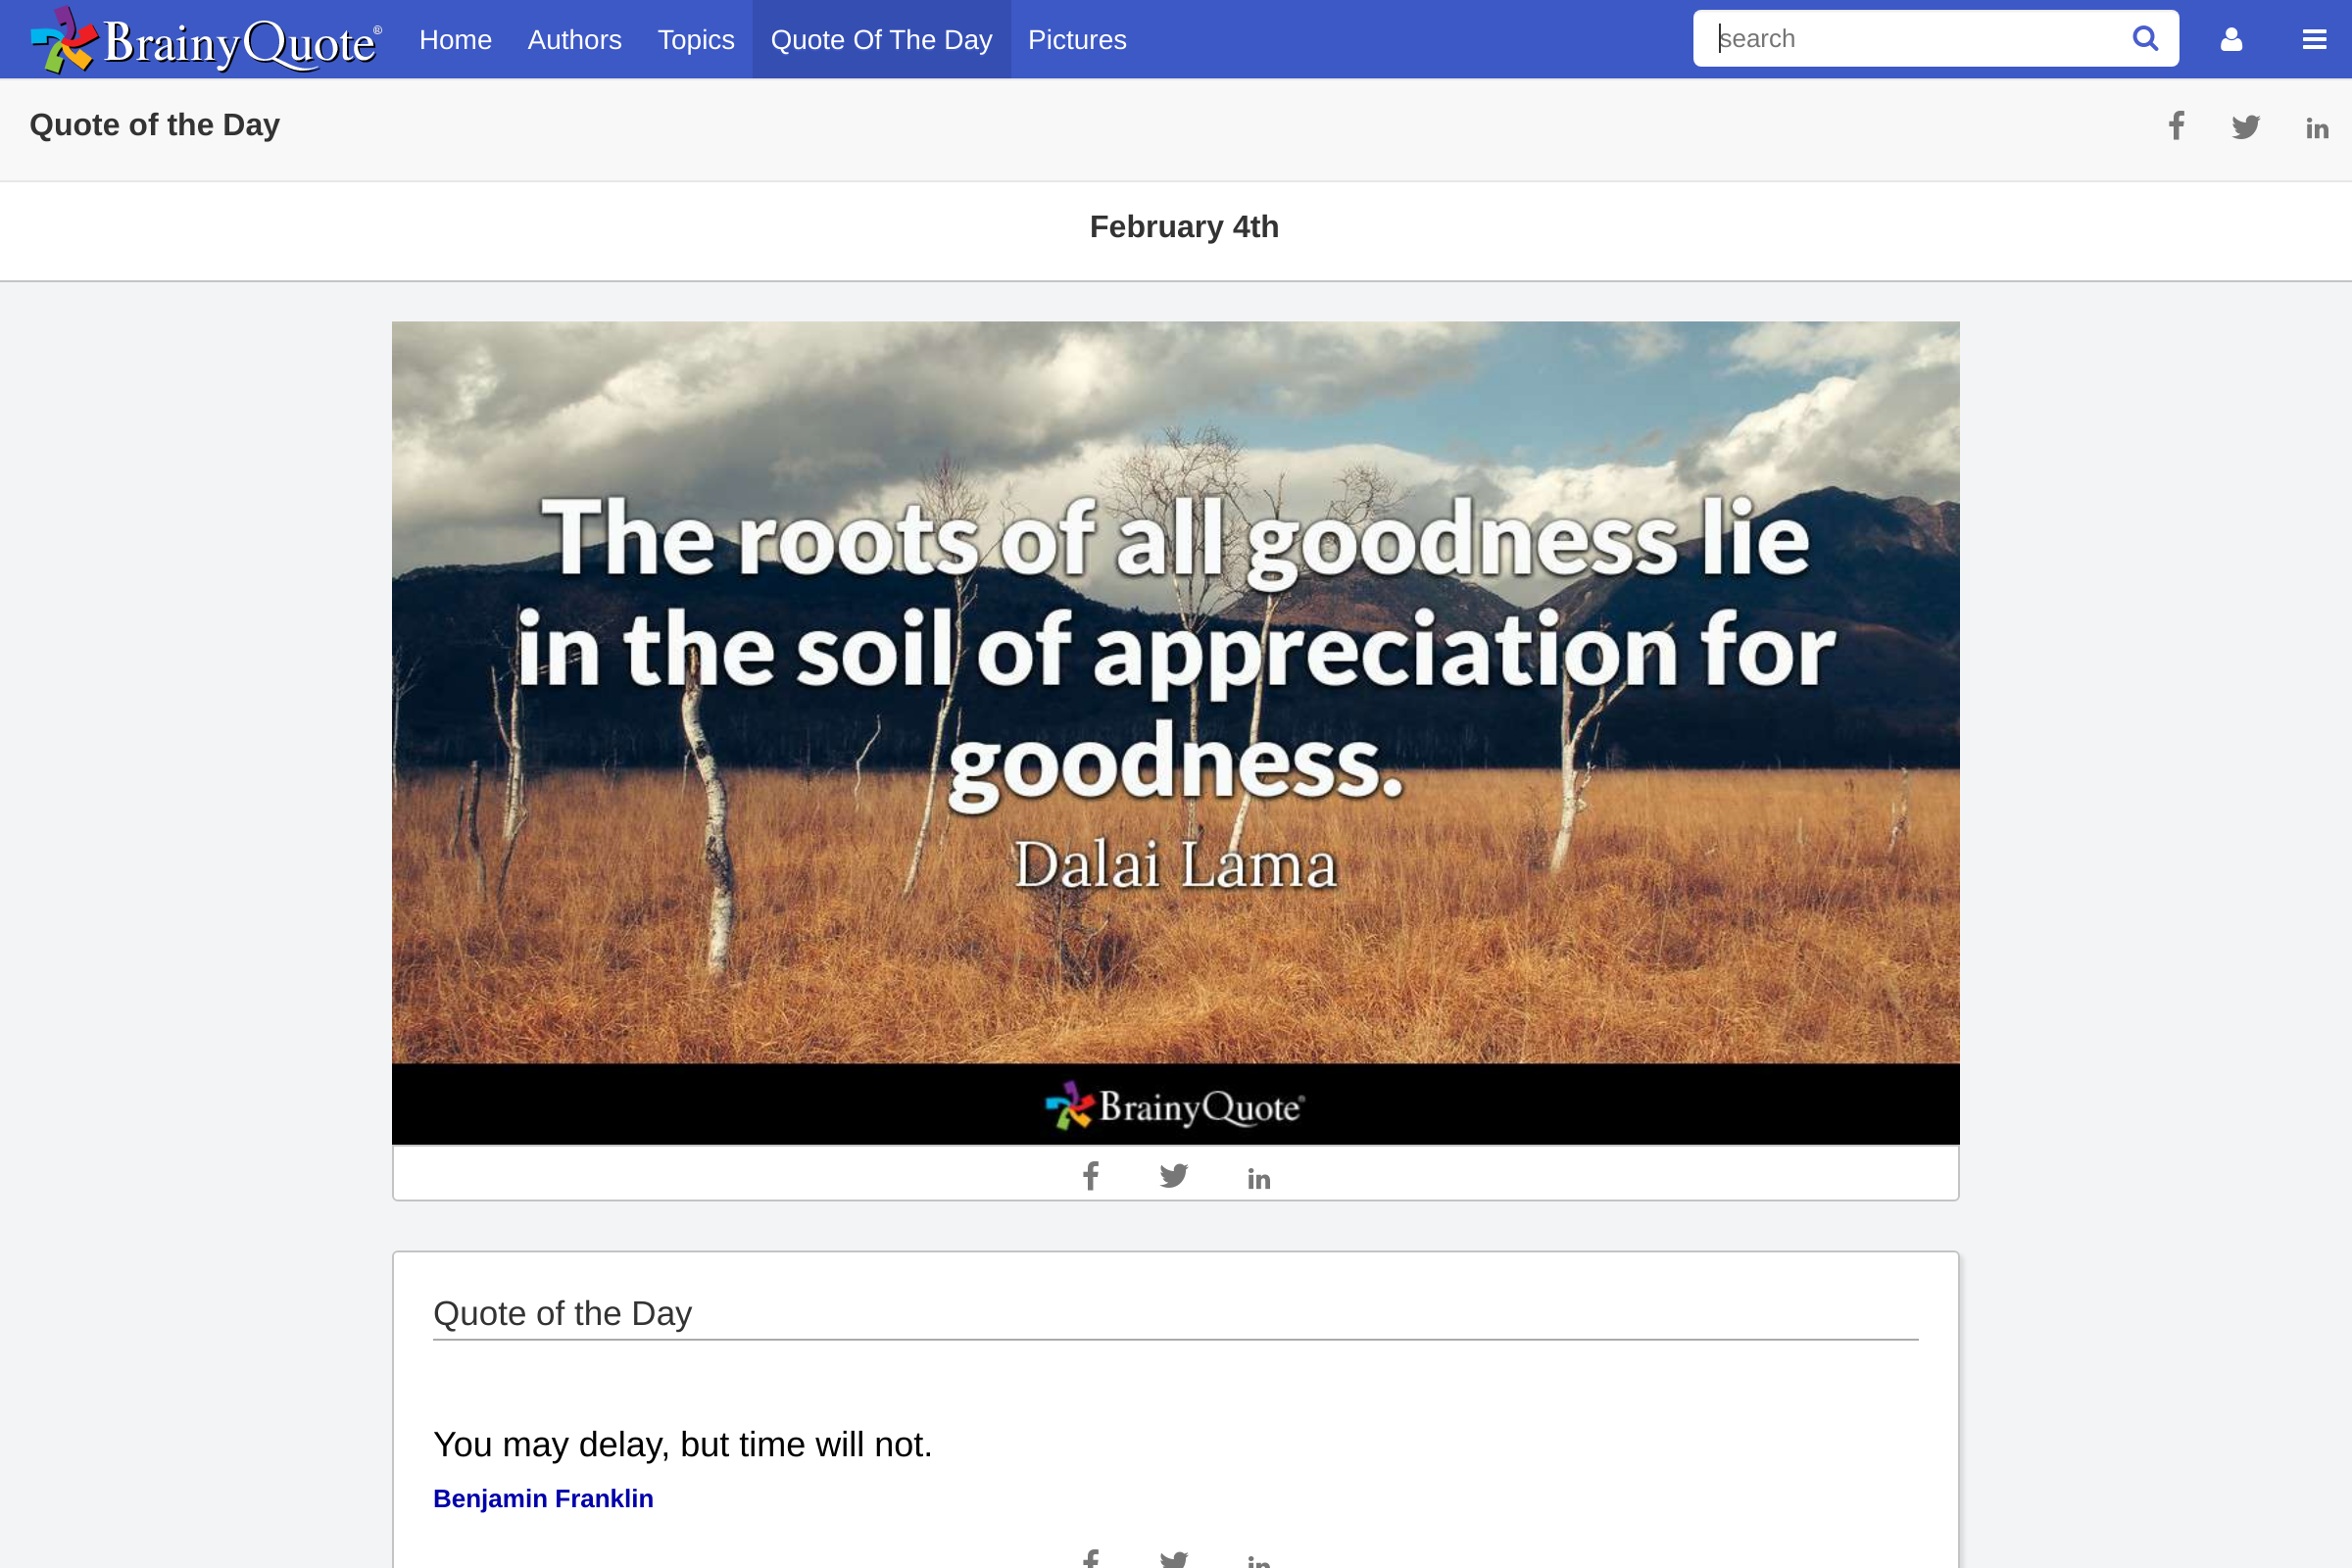 BrainyQuote®
Home Authors Topics Quote Of The Day Pictures search
Quote of the Day
February 4th
The roots of all goodness lie
in the soil of appreciation for
goodness.
Dalai Lama
BrainyQuote®
Quote of the Day
You may delay, but time will not.
Benjamin Franklin